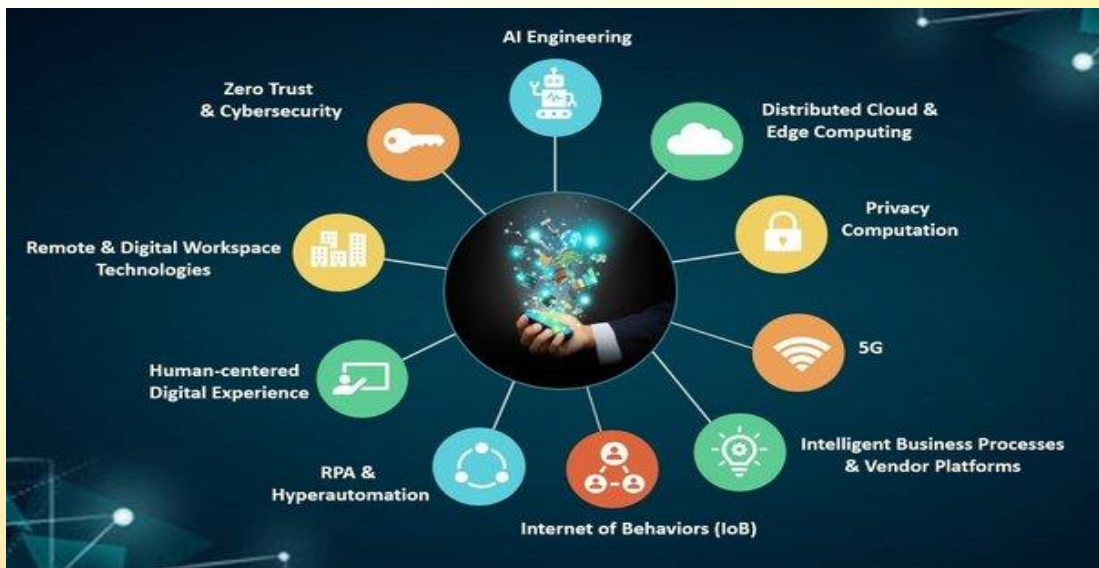 AI Engineering
Zero Trust
& Cybersecurity
Distributed Cloud &
Edge Computing
Privacy
Computation
Remote & Digital Workspace
Technologies
5G
Human-centered
Digital Experience
Intelligent Business Processes
& Vendor Platforms
RPA &
Hyperautomation
Internet of Behaviors (IoB)